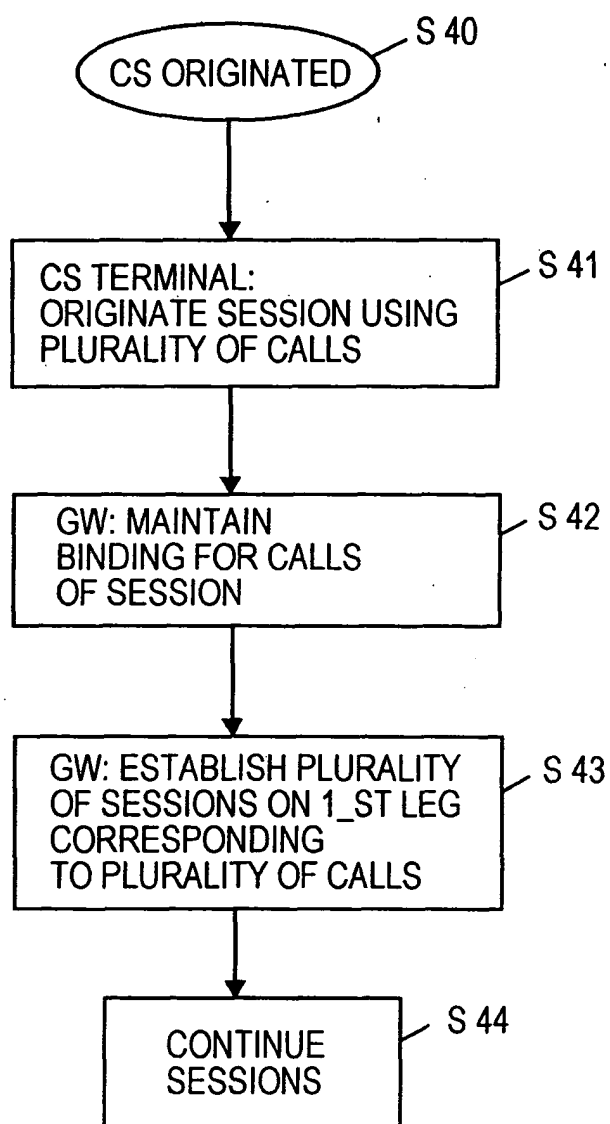 S 40
CS ORIGINATED
S 41
CS TERMINAL:
ORIGINATE SESSION USING
PLURALITY OF CALLS
S 42
GW: MAINTAIN
BINDING FOR CALLS
OF SESSION
S 43
GW: ESTABLISH PLURALITY
OF SESSIONS ON 1_ST LEG
CORRESPONDING
TO PLURALITY OF CALLS
S 44
CONTINUE
SESSIONS